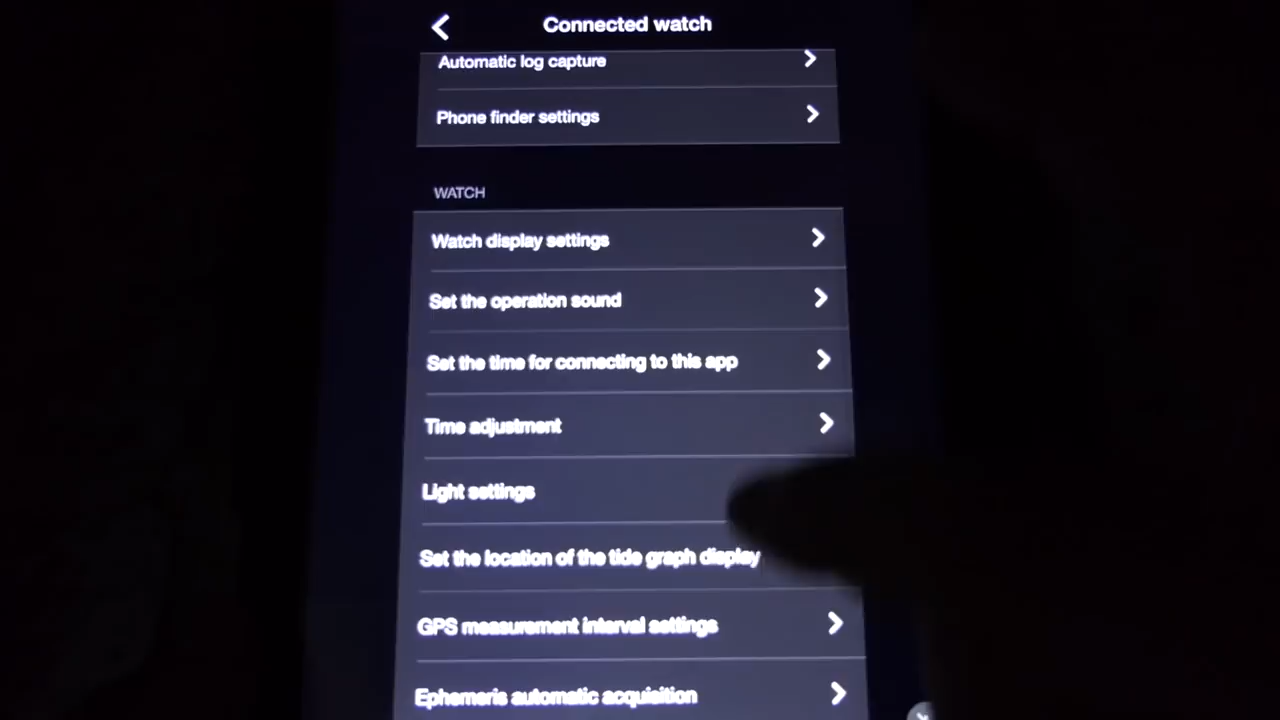 Connected watch
Automatic log capture
Phone finder settings
WATCH
Watch display settings
Set the operation sound
Set the time for connecting to this app
Time adjustment
Light settings
Set the location of the tide graph display
GPS measurement interval settings
Ephemeris automatic acquisition